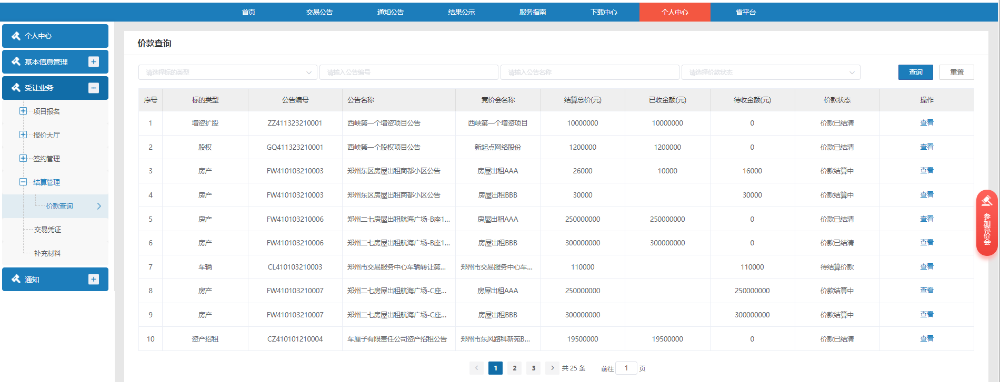 首页 交易公告 通知公告 结果公示 服务指南 下载中心 个人中心 省平台
个人中心
基本信息管理
受让业务
项目报名
报价大厅
签约管理
结算管理
价款查询
交易凭证
补充材料
通知
价款查询
请选择标的类型 请输入公告编号 请输入公告名称 请选择价款状态 查询 重置
序号 标的类型 公告编号 公告名称 竞价会名称 结算总价(元) 已收金额(元) 待收金额(元) 价款状态 操作
1 增资扩股 ZZ411323210001 西峡第一个增资项目公告 西峡第一个增资项目 10000000 10000000 0 价款已结清 查看
2 股权 GQ411323210001 西峡第一个股权项目公告 新起点网络股份 1200000 1200000 0 价款已结清 查看
3 房产 FW410103210003 郑州东区房屋出租商都小区公告 房屋出租AAA 26000 10000 16000 价款结算中 查看
4 房产 FW410103210003 郑州东区房屋出租商都小区公告 房屋出租BBB 30000 30000 价款结算中 查看
5 房产 FW410103210006 郑州二七房屋出租航海广场-B座1... 房屋出租AAA 250000000 250000000 0 价款已结清 查看
6 房产 FW410103210006 郑州二七房屋出租航海广场-B座1... 房屋出租BBB 300000000 300000000 0 价款已结清 查看
7 车辆 CL410103210003 郑州市交易服务中心车辆转让第... 郑州市交易服务中心车... 110000 110000 待结算价款 查看
8 房产 FW410103210007 郑州二七房屋出租航海广场-C座... 房屋出租AAA 250000000 250000000 价款结算中 查看
9 房产 FW410103210007 郑州二七房屋出租航海广场-C座... 房屋出租BBB 300000000 300000000 价款结算中 查看
10 资产招租 CZ410101210004 车厘子有限责任公司资产招租公告 郑州市东风路科新苑B... 19500000 19500000 0 价款已结清 查看
1 2 3 共 25 条 前往 1 页
参加竞价会